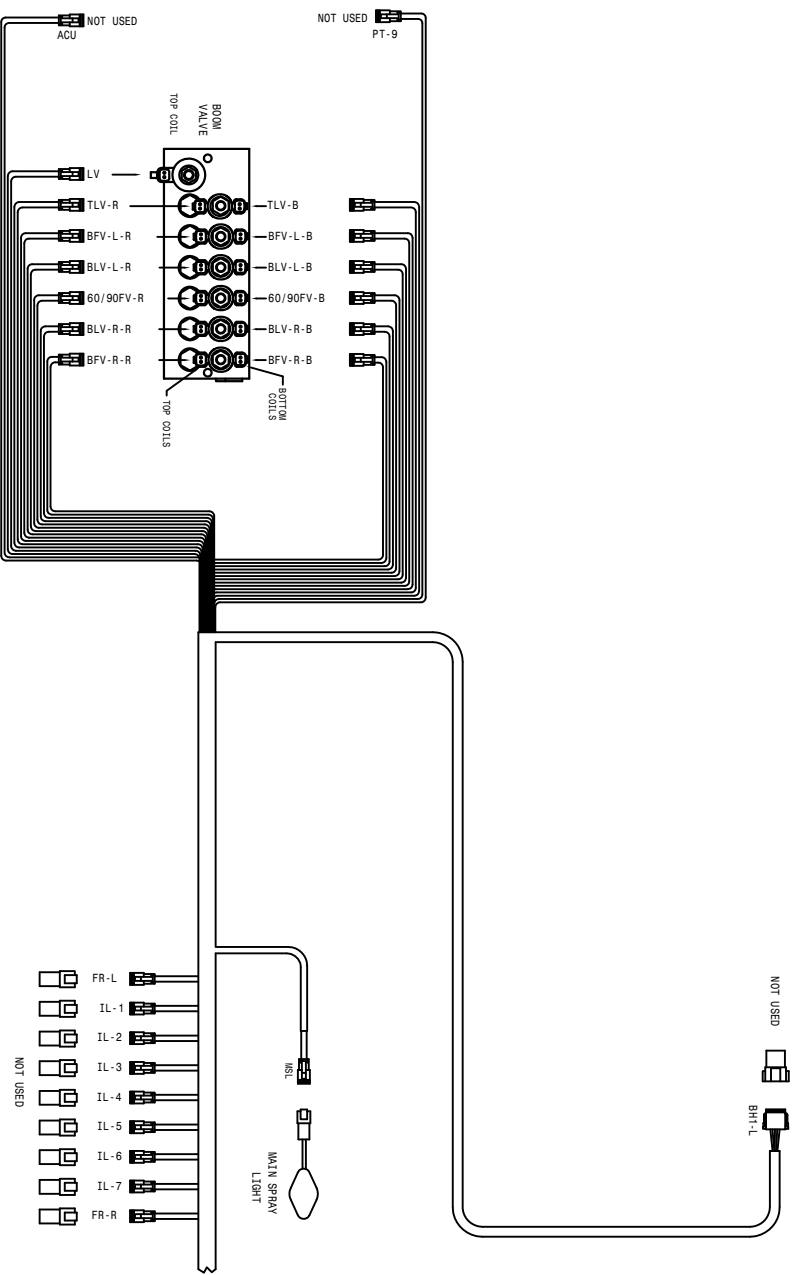 NOT USED
ACU
NOT USED
PT-9
BOOM
VALVE
TOP COIL
LV
TLV-R
TLV-B
BFV-L-R
BFV-L-B
BLV-L-R
BLV-L-B
60/90FV-R
60/90FV-B
BLV-R-R
BLV-R-B
BFV-R-R
BFV-R-B
TOP COILS
BOTTOM
COILS
NOT USED
BH1-L
MSL
MAIN SPRAY
LIGHT
FR-L
IL-1
IL-2
IL-3
IL-4
IL-5
IL-6
IL-7
FR-R
NOT USED